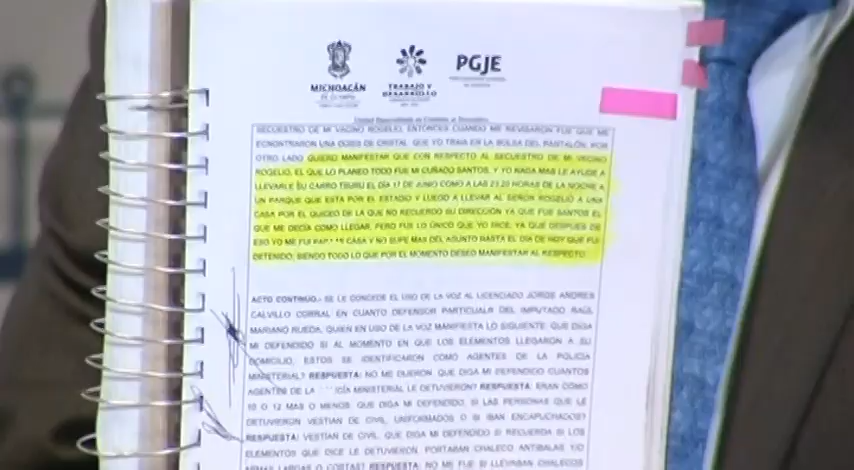 MICHOACÁN
TRABAJO Y
DESARROLLO
PGJE
SECUESTRO DE MI VACINO ROGELIO, ENTONCES CUANDO ME REVISARON FUE QUE ME
ECNONTRARON UNA DOSIS DE CRISTAL QUE YO TRAIA EN LA BOLSA DEL PANTALÓN, POR
OTRO LADO QUIERO MANIFESTAR QUE CON RESPECTO AL SECUESTRO DE MI VACINO
ROGELIO, EL QUE LO PLANEO TODO FUE MI CUÑADO SANTOS, Y YO NADA MAS LE AYUDE A
LLEVARLE SU CARRO TSURU EL DÍA 17 DE JUNIO COMO A LAS 23:20 HORAS DE LA NOCHE A
UN PARQUE QUE ESTA POR EL ESTADIO Y LUEGO A LLEVAR AL SEÑOR ROGELIO A UNA
CASA POR EL QUICEO DE LA QUE NO RECUERDO SU DIRECCIÓN YA QUE FUE SANTOS EL
QUE ME DECÍA COMO LLEGAR, PERO FUE LO ÚNICO QUE YO DICE, YA QUE DESPUES DE
ESO YO ME FUI CASA Y NO SUPE MAS DEL ASUNTO HASTA EL DÍA DE HOY QUE FUI
DETENIDO, SIENDO TODO LO QUE POR EL MOMENTO DESEO MANIFESTAR AL RESPECTO
ACTO CONTINUO.- SE LE CONCEDE EL USO DE LA VOZ AL LICENCIADO JORGE ANDRES
CALVILLO CORRAL EN CUANTO DEFENSOR PARTICULAR DEL IMPUTADO RAÚL
MARIANO RUEDA, QUIEN EN USO DE LA VOZ MANIFIESTA LO SIGUIENTE, QUE DIGA
MI DEFENDIDO SI AL MOMENTO EN QUE LOS ELEMENTOS LLEGARON A SU
DOMICILIO, ESTOS SE IDENTIFICARON COMO AGENTES DE LA POLICIA
MINISTERIAL? RESPUESTA: NO ME DIJERON, QUE DIGA MI DEFENDIDO CUANTOS
AGENTES DE LA MINISTERIAL LE DETUVIERON? RESPUESTA: ERAN COMO
10 O 12 MAS O MENOS, QUE DIGA MI DEFENDIDO, SI LAS PERSONAS QUE LE
DETUVIERON VESTIAN DE CIVIL, UNIFORMADOS O SI IBAN ENCAPUCHADOS?
RESPUESTA: VESTIAN DE CIVIL, QUE DIGA MI DEFENDIDO SI RECUERDA SI LOS
ELEMENTOS QUE DICE LE DETUVIERON, PORTABAN CHALECO ANTIBALAS Y/O
ARMAS LARGAS O CORTAS? RESPUESTA: NO ME FIJE SI LLEVABAN CHALECOS